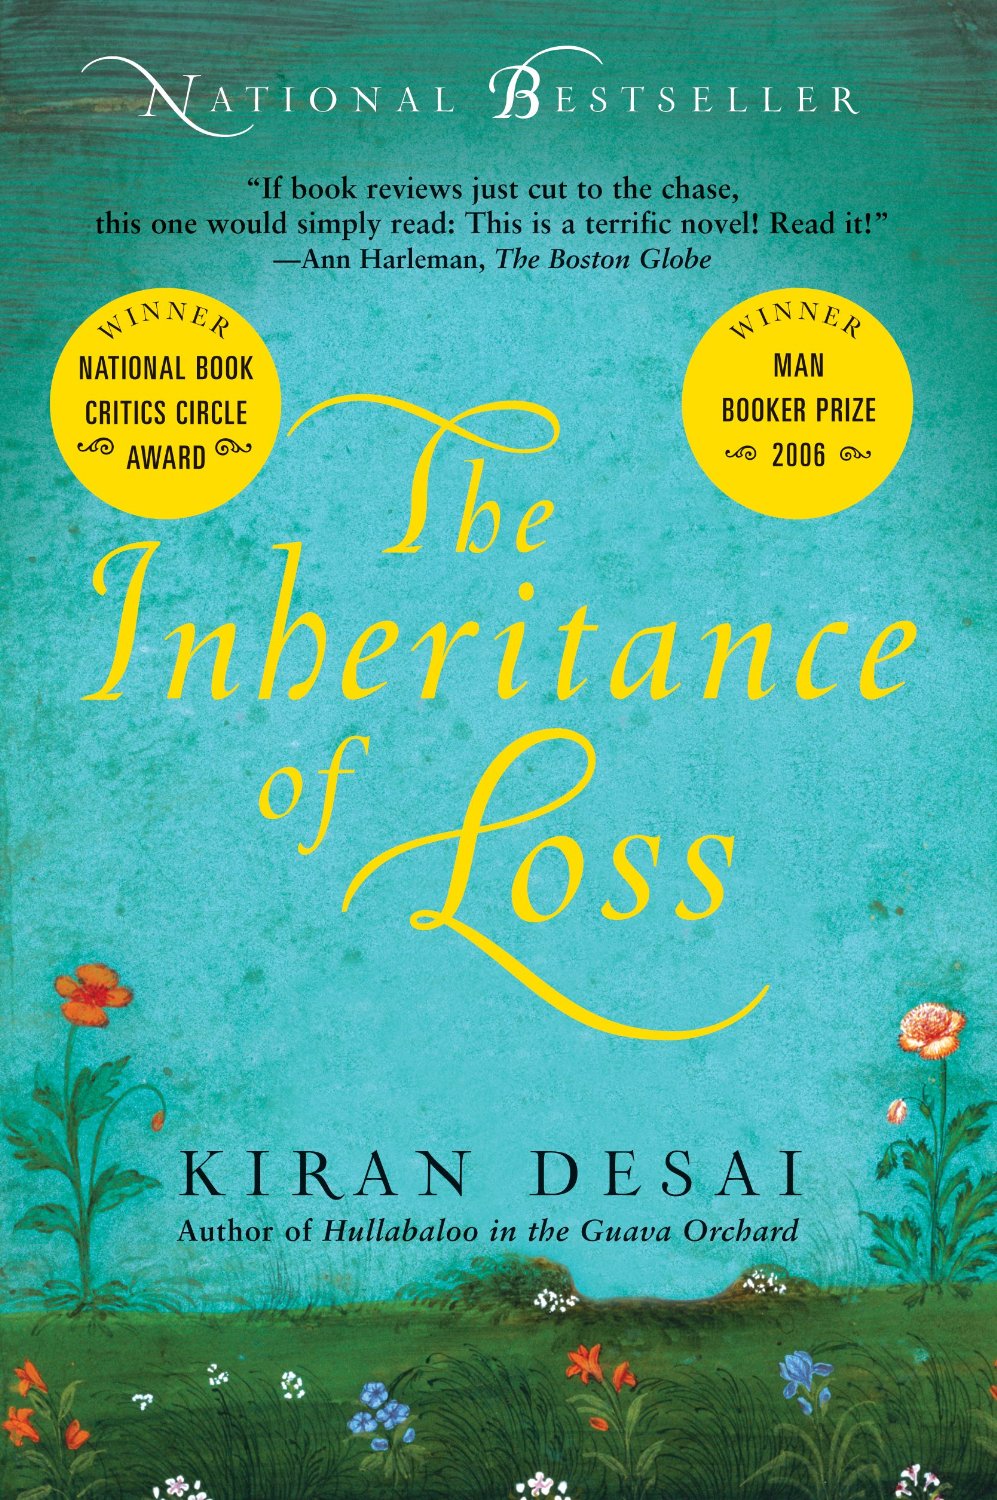 NATIONAL BESTSELLER
“If book reviews just cut to the chase,
this one would simply read: This is a terrific novel! Read it!”
—Ann Harleman, The Boston Globe
WINNER
NATIONAL BOOK
CRITICS CIRCLE
AWARD
WINNER
MAN
BOOKER PRIZE
2006
The
Inheritance
of Loss
KIRAN DESAI
Author of Hullabaloo in the Guava Orchard